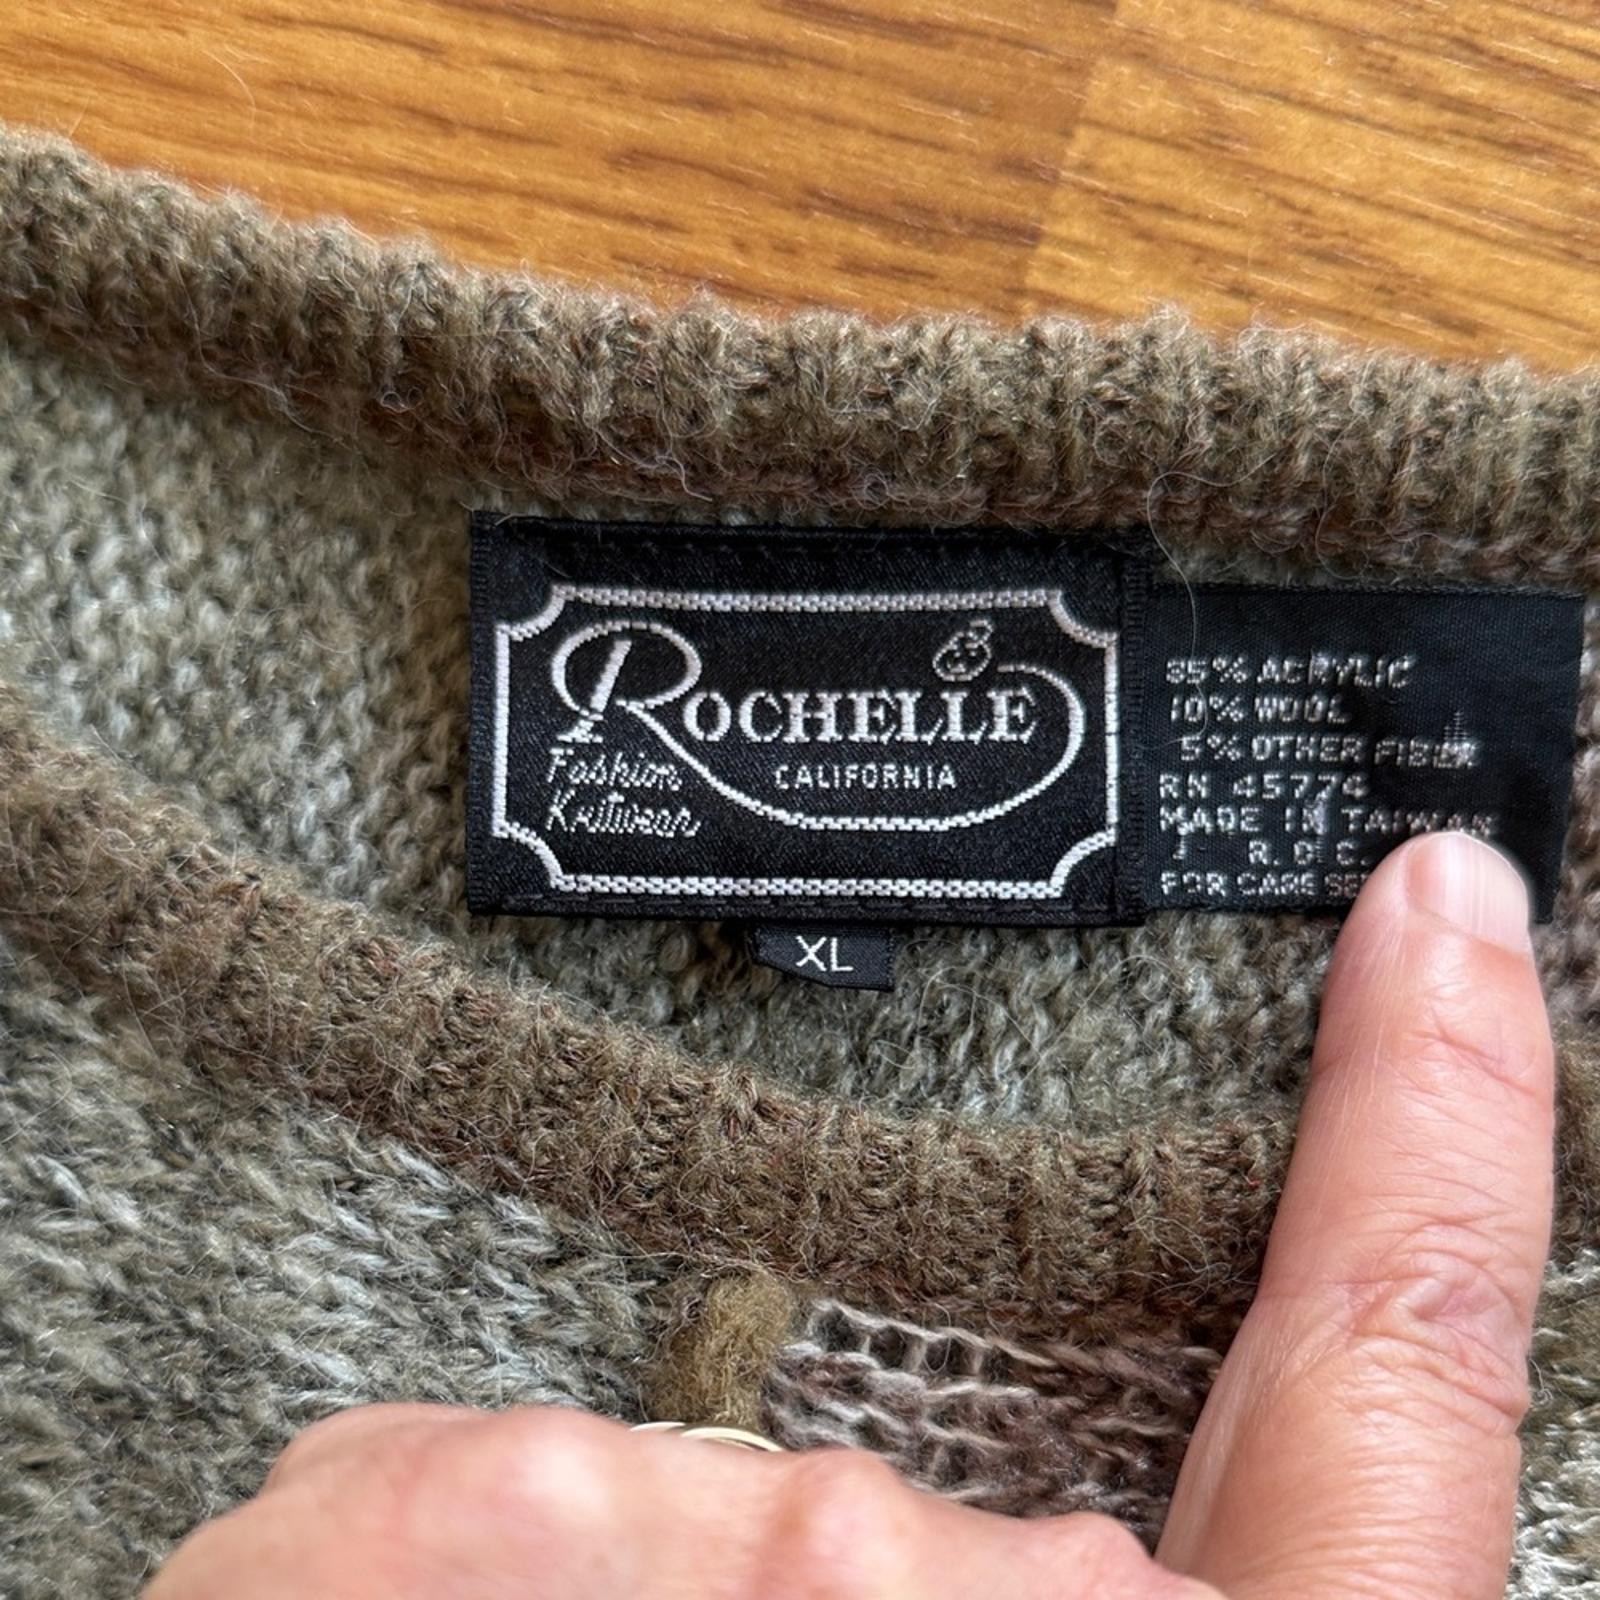 ROCHELLE
Fashion
Knitwear
CALIFORNIA
XL
85% ACRYLIC
10% WOOL
5% OTHER FIBER
RN 45774
MADE IN TAIWAN
R.O.C.
FOR CARE